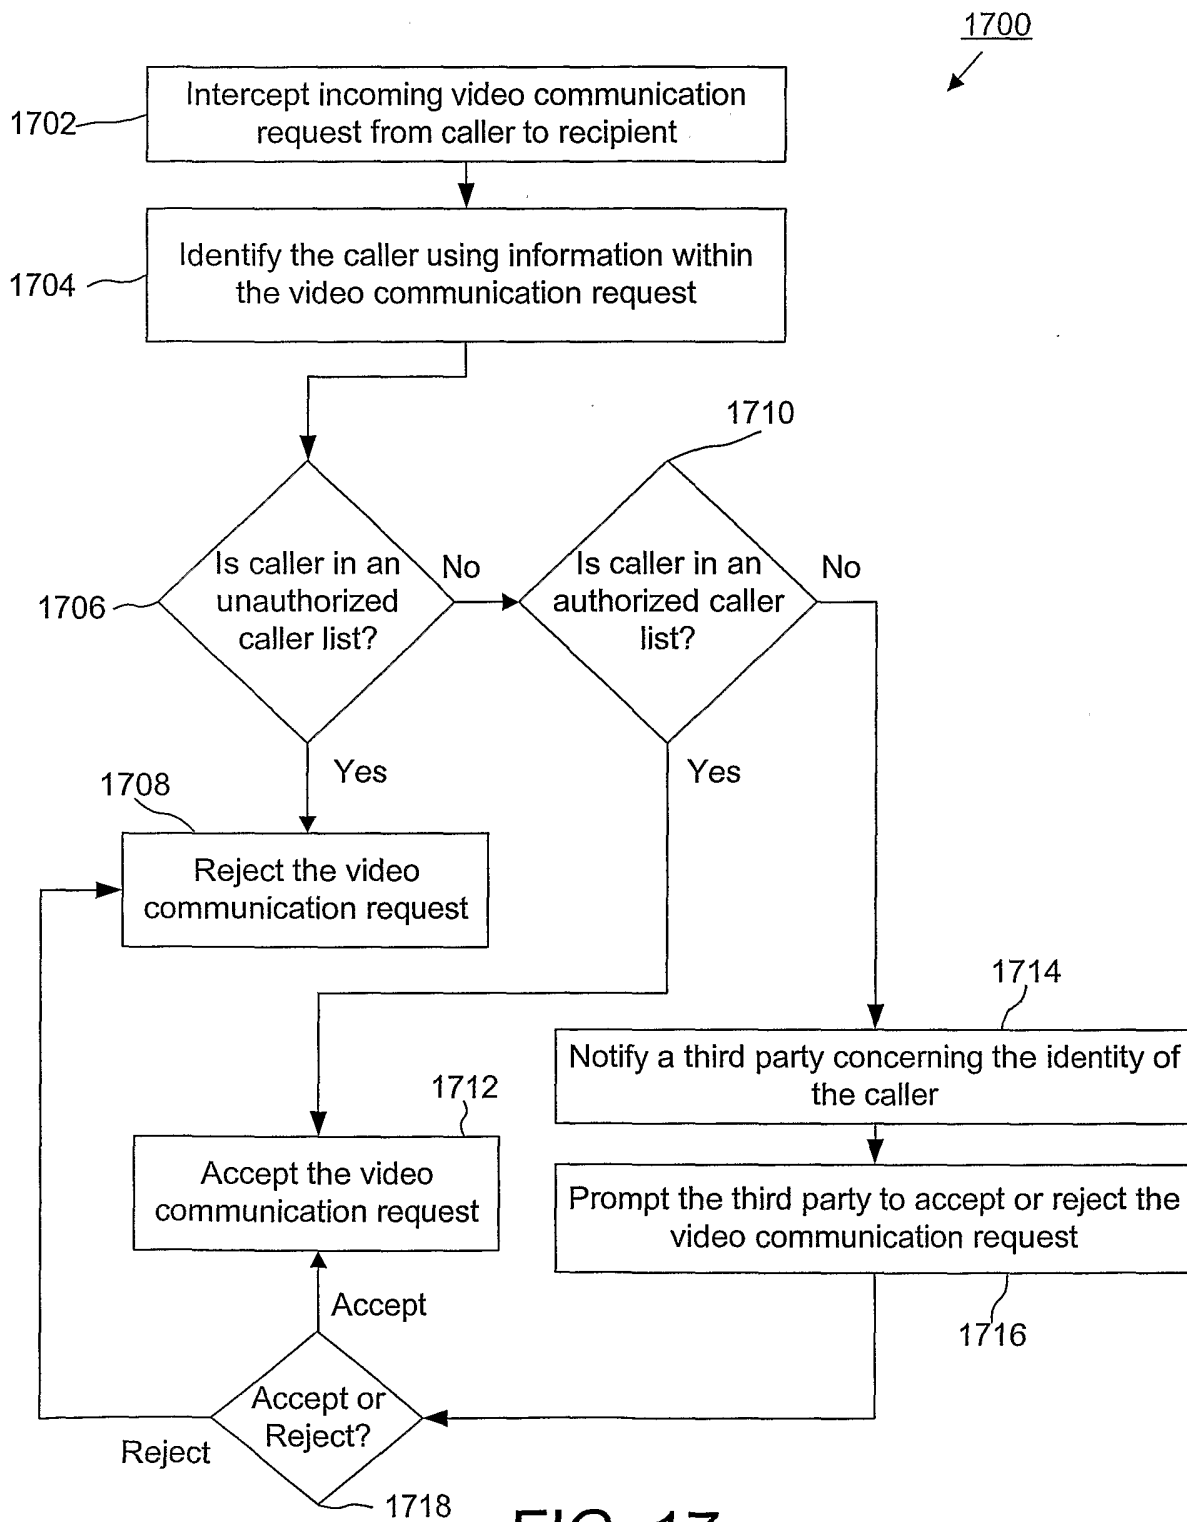 1700
Intercept incoming video communication
request from caller to recipient
1702
Identify the caller using information within
the video communication request
1704
1710
Is caller in an
unauthorized
caller list?
No
Is caller in an
authorized caller
list?
No
1706
Yes
Yes
1708
Reject the video
communication request
1714
Notify a third party concerning the identity of
the caller
1712
Accept the video
communication request
Prompt the third party to accept or reject the
video communication request
Accept
1716
Accept or
Reject?
Reject
1718
FIG. 17